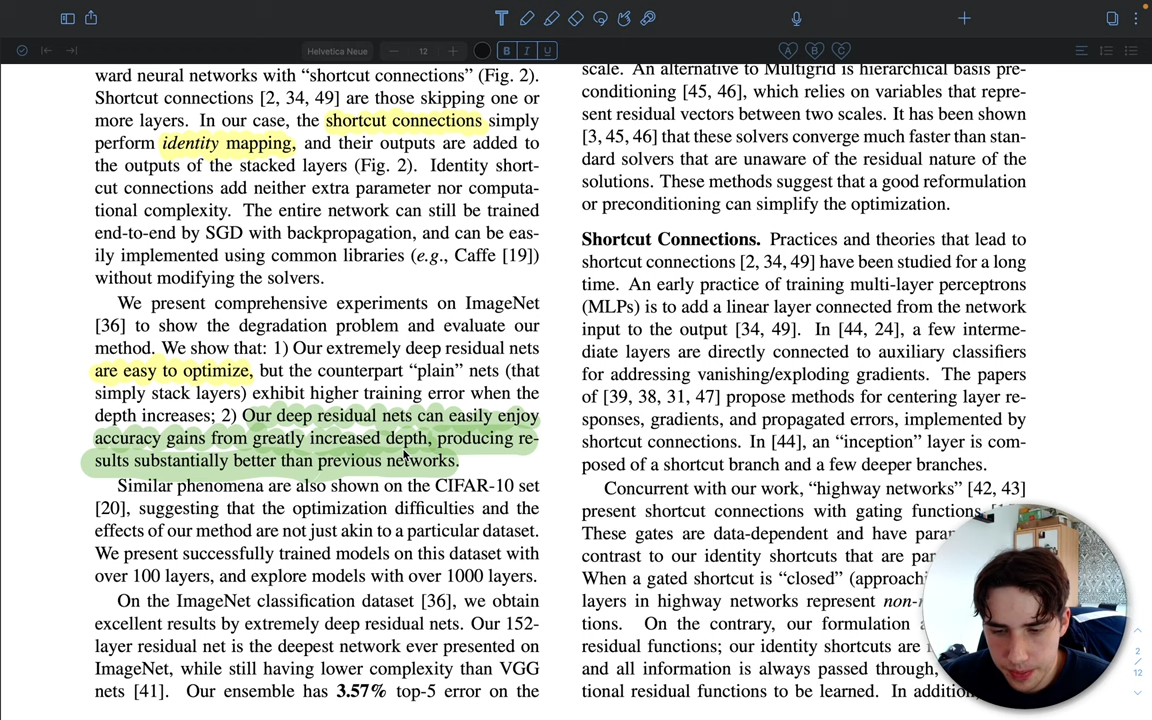 Helvetica Neue
12
B I U
A B C
ward neural networks with “shortcut connections” (Fig. 2).
Shortcut connections [2, 34, 49] are those skipping one or
more layers. In our case, the shortcut connections simply
perform identity mapping, and their outputs are added to
the outputs of the stacked layers (Fig. 2). Identity short-
cut connections add neither extra parameter nor computa-
tional complexity. The entire network can still be trained
end-to-end by SGD with backpropagation, and can be eas-
ily implemented using common libraries (e.g., Caffe [19])
without modifying the solvers.
We present comprehensive experiments on ImageNet
[36] to show the degradation problem and evaluate our
method. We show that: 1) Our extremely deep residual nets
are easy to optimize, but the counterpart “plain” nets (that
simply stack layers) exhibit higher training error when the
depth increases; 2) Our deep residual nets can easily enjoy
accuracy gains from greatly increased depth, producing re-
sults substantially better than previous networks.
Similar phenomena are also shown on the CIFAR-10 set
[20], suggesting that the optimization difficulties and the
effects of our method are not just akin to a particular dataset.
We present successfully trained models on this dataset with
over 100 layers, and explore models with over 1000 layers.
On the ImageNet classification dataset [36], we obtain
excellent results by extremely deep residual nets. Our 152-
layer residual net is the deepest network ever presented on
ImageNet, while still having lower complexity than VGG
nets [41]. Our ensemble has 3.57% top-5 error on the
scale. An alternative to Multigrid is hierarchical basis pre-
conditioning [45, 46], which relies on variables that repre-
sent residual vectors between two scales. It has been shown
[3, 45, 46] that these solvers converge much faster than stan-
dard solvers that are unaware of the residual nature of the
solutions. These methods suggest that a good reformulation
or preconditioning can simplify the optimization.
Shortcut Connections. Practices and theories that lead to
shortcut connections [2, 34, 49] have been studied for a long
time. An early practice of training multi-layer perceptrons
(MLPs) is to add a linear layer connected from the network
input to the output [34, 49]. In [44, 24], a few interme-
diate layers are directly connected to auxiliary classifiers
for addressing vanishing/exploding gradients. The papers
of [39, 38, 31, 47] propose methods for centering layer re-
sponses, gradients, and propagated errors, implemented by
shortcut connections. In [44], an “inception” layer is com-
posed of a shortcut branch and a few deeper branches.
Concurrent with our work, “highway networks” [42, 43]
present shortcut connections with gating functions
These gates are data-dependent and have
contrast to our identity shortcuts that are
When a gated shortcut is “closed”
layers in highway networks represent
tions. On the contrary, our formulation
residual functions; our identity shortcuts are
and all information is always passed through,
tional residual functions to be learned. In
2
/
12